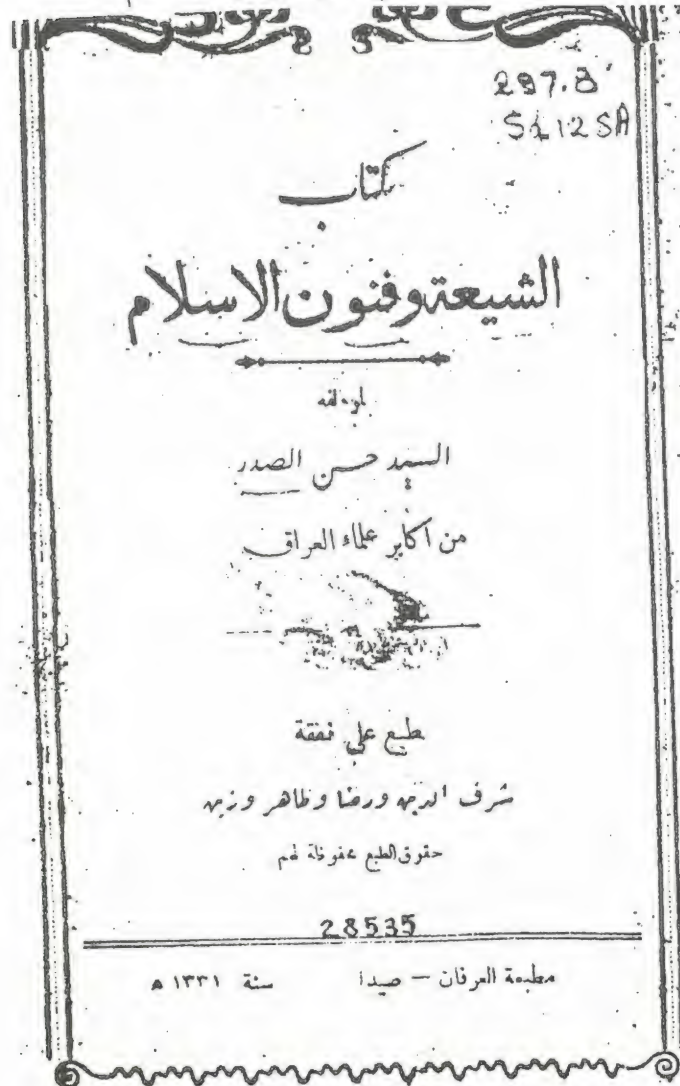 297.8
S112SA
كتاب
الشيعة وفنون الاسلام
لمؤلفه
السيد حسن الصدر
من اكابر علماء العراق
طبع على نفقة
شرف الدين ورضا وظاهر وزين
حقوق الطبع محفوظة لهم
28535
مطبعة العرفان — صيدا سنة ١٣٣١ ه